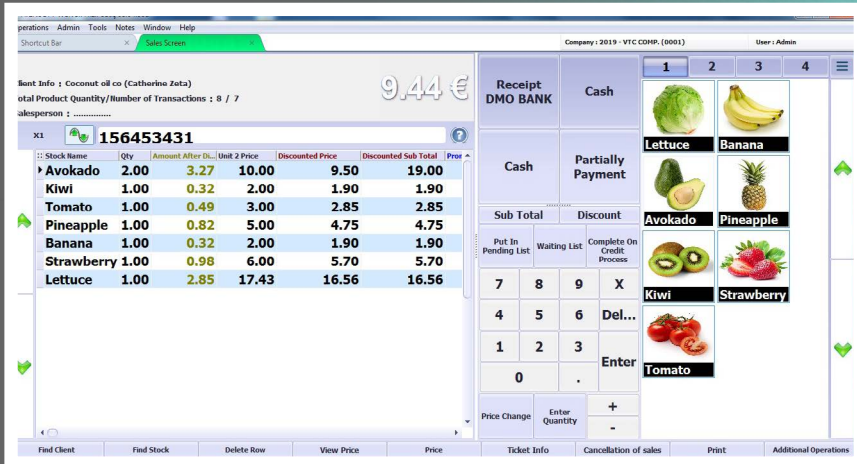 perations Admin Tools Notes Window Help
Shortcut Bar × Sales Screen × Company : 2019 - VTC COMP. (0001) User : Admin
lient Info : Coconut oil co (Catherine Zeta)
otal Product Quantity/Number of Transactions : 8 / 7
alesperson : ...............
9.44 €
X1 156453431
Stock Name Qty Amount After Di... Unit 2 Price Discounted Price Discounted Sub Total Pror
Avokado 2.00 3.27 10.00 9.50 19.00
Kiwi 1.00 0.32 2.00 1.90 1.90
Tomato 1.00 0.49 3.00 2.85 2.85
Pineapple 1.00 0.82 5.00 4.75 4.75
Banana 1.00 0.32 2.00 1.90 1.90
Strawberry 1.00 0.98 6.00 5.70 5.70
Lettuce 1.00 2.85 17.43 16.56 16.56
Receipt
DMO BANK
Cash
Cash
Partially
Payment
Sub Total Discount
Put In
Pending List
Waiting List
Complete On
Credit
Process
7 8 9 X
4 5 6 Del...
1 2 3
Enter
0 .
Price Change
Enter
Quantity
+
-
1 2 3 4
Lettuce Banana
Avokado Pineapple
Kiwi Strawberry
Tomato
Find Client Find Stock Delete Row View Price Price Ticket Info Cancellation of sales Print Additional Operations